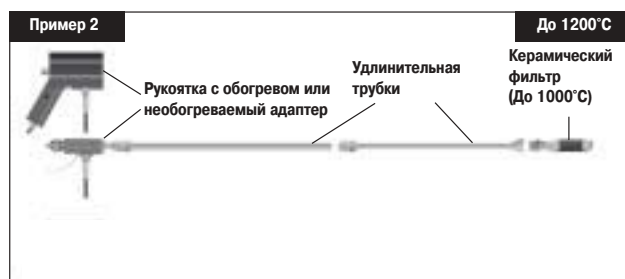 Пример 2
До 1200˚C
Рукоятка с обогревом или
необогреваемый адаптер
Удлинительная
трубки
Керамический
фильтр
(До 1000˚C)